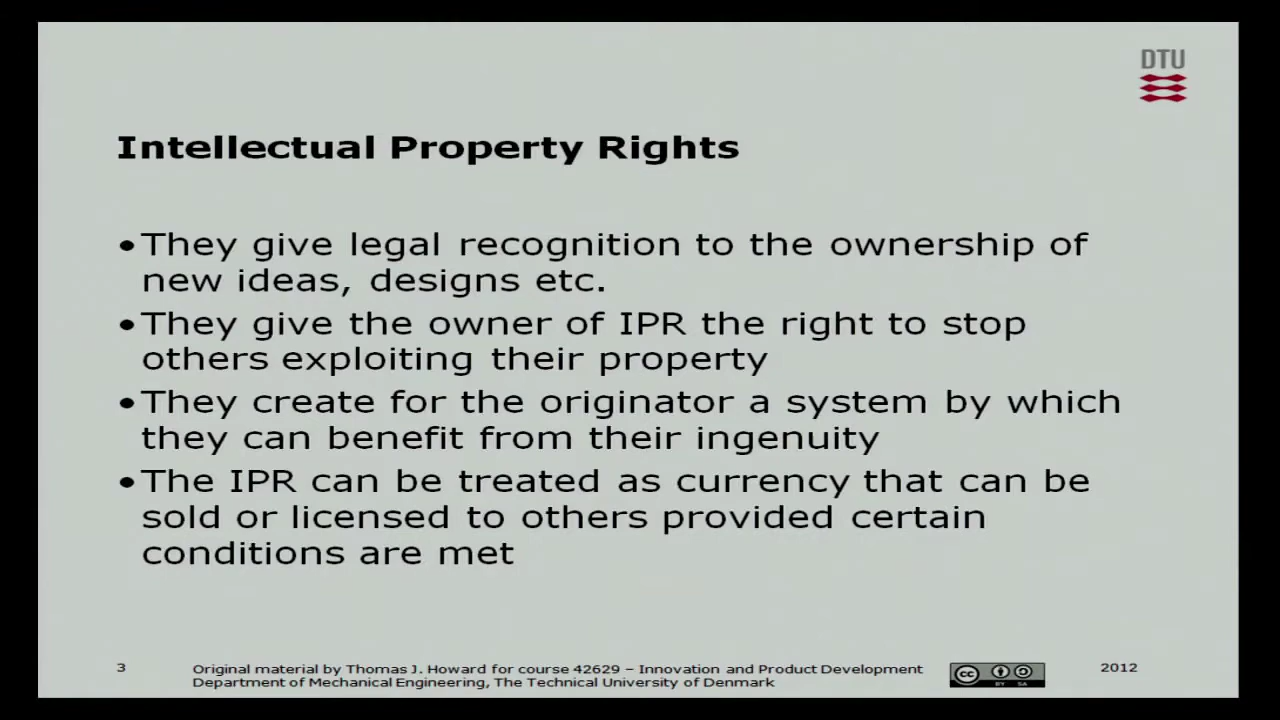 DTU
Intellectual Property Rights
•They give legal recognition to the ownership of
new ideas, designs etc.
•They give the owner of IPR the right to stop
others exploiting their property
•They create for the originator a system by which
they can benefit from their ingenuity
•The IPR can be treated as currency that can be
sold or licensed to others provided certain
conditions are met
3
Original material by Thomas J. Howard for course 42629 – Innovation and Product Development
Department of Mechanical Engineering, The Technical University of Denmark
cc
BY SA
2012